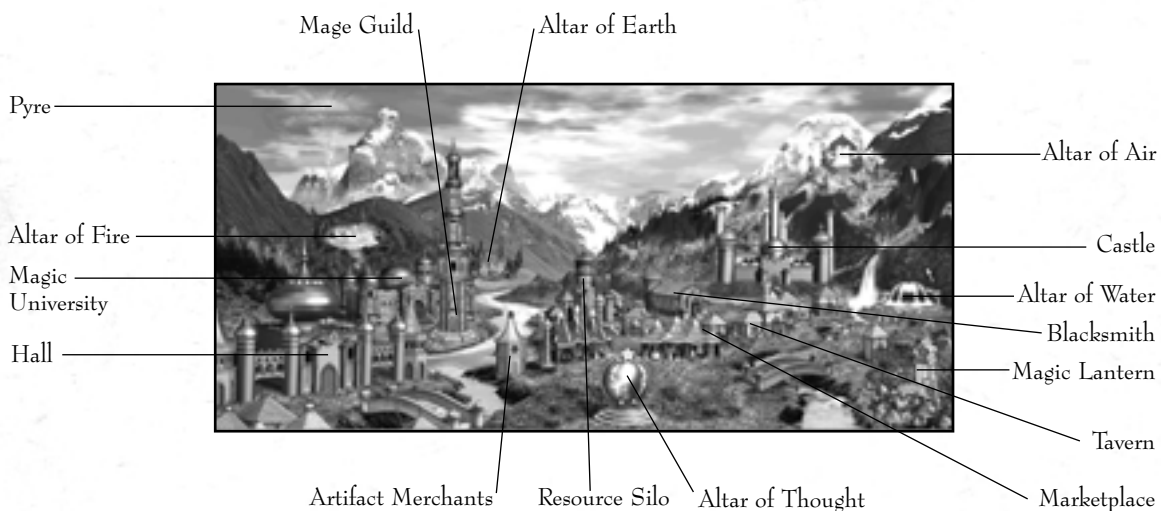 Mage Guild
Altar of Earth
Pyre
Altar of Air
Altar of Fire
Castle
Magic
University
Altar of Water
Blacksmith
Hall
Magic Lantern
Tavern
Artifact Merchants
Resource Silo
Altar of Thought
Marketplace